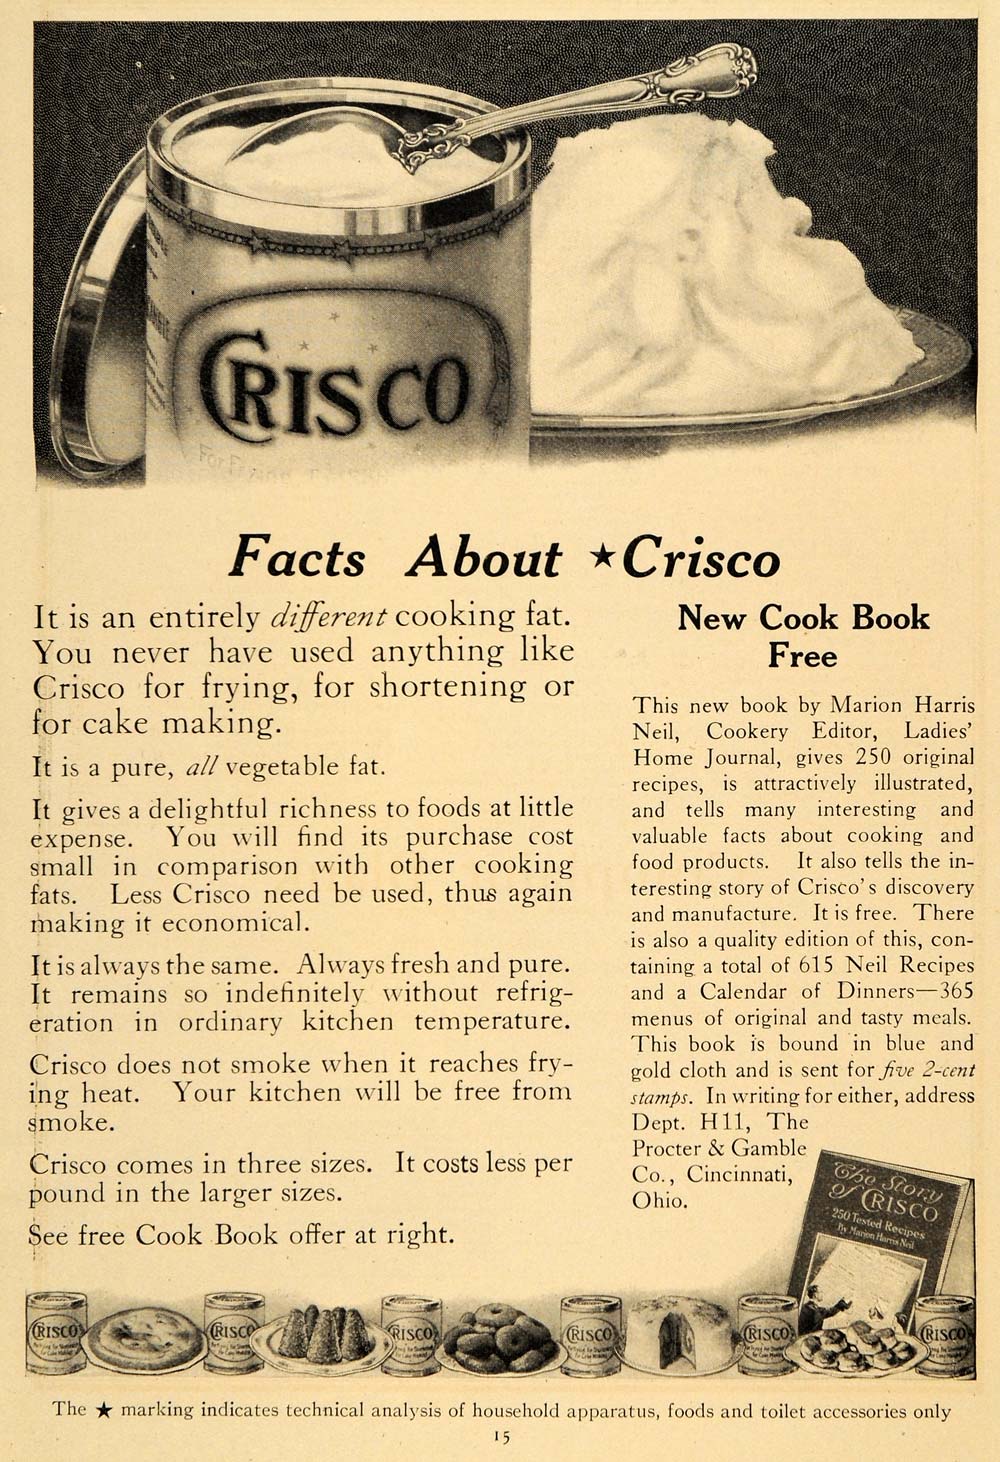 CRISCO
For Frying
Facts About ★Crisco
It is an entirely different cooking fat.
You never have used anything like
Crisco for frying, for shortening or
for cake making.
It is a pure, all vegetable fat.
It gives a delightful richness to foods at little
expense. You will find its purchase cost
small in comparison with other cooking
fats. Less Crisco need be used, thus again
making it economical.
It is always the same. Always fresh and pure.
It remains so indefinitely without refrig-
eration in ordinary kitchen temperature.
Crisco does not smoke when it reaches fry-
ing heat. Your kitchen will be free from
smoke.
Crisco comes in three sizes. It costs less per
pound in the larger sizes.
See free Cook Book offer at right.
New Cook Book
Free
This new book by Marion Harris
Neil, Cookery Editor, Ladies'
Home Journal, gives 250 original
recipes, is attractively illustrated,
and tells many interesting and
valuable facts about cooking and
food products. It also tells the in-
teresting story of Crisco's discovery
and manufacture. It is free. There
is also a quality edition of this, con-
taining a total of 615 Neil Recipes
and a Calendar of Dinners—365
menus of original and tasty meals.
This book is bound in blue and
gold cloth and is sent for five 2-cent
stamps. In writing for either, address
Dept. H11, The
Procter & Gamble
Co., Cincinnati,
Ohio.
The Story
of CRISCO
250 Tested Recipes
By Marion Harris Neil
CRISCO
CRISCO
CRISCO
CRISCO
CRISCO
CRISCO
The ★ marking indicates technical analysis of household apparatus, foods and toilet accessories only
15